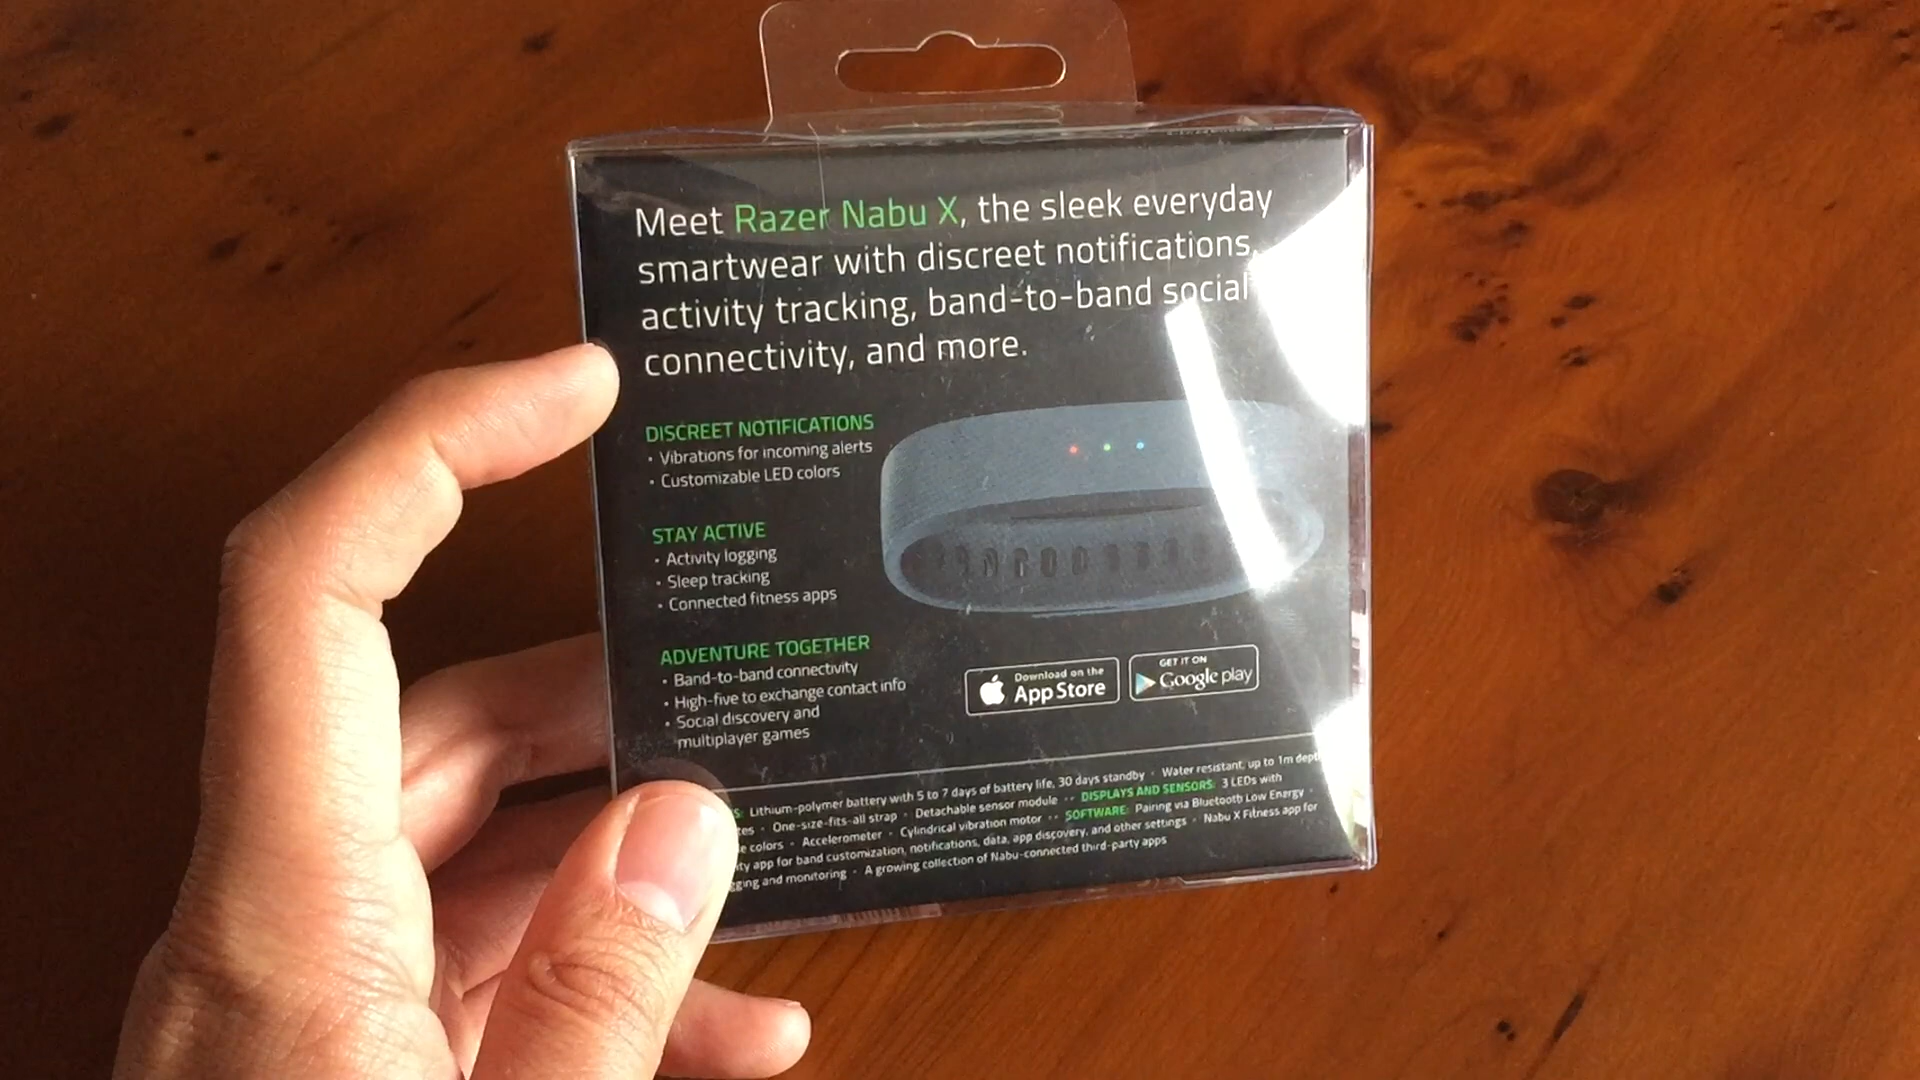 Meet Razer Nabu X, the sleek everyday
smartwear with discreet notifications,
activity tracking, band-to-band social
connectivity, and more.
DISCREET NOTIFICATIONS
• Vibrations for incoming alerts
• Customizable LED colors
STAY ACTIVE
• Activity logging
• Sleep tracking
• Connected fitness apps
ADVENTURE TOGETHER
• Band-to-band connectivity
• High-five to exchange contact info
• Social discovery and
multiplayer games
Download on the
App Store
GET IT ON
Google play
Lithium-polymer battery with 5 to 7 days of battery life, 30 days standby · Water resistant, up to 1m
One-size-fits-all strap · Detachable sensor module ·· DISPLAYS AND SENSORS: 3 LEDs with
colors · Accelerometer · Cylindrical vibration motor ·· SOFTWARE: Pairing via Bluetooth Low Energy ·
app for band customization, notifications, data, app discovery, and other settings · Nabu X Fitness app for
and monitoring · A growing collection of Nabu-connected third-party apps